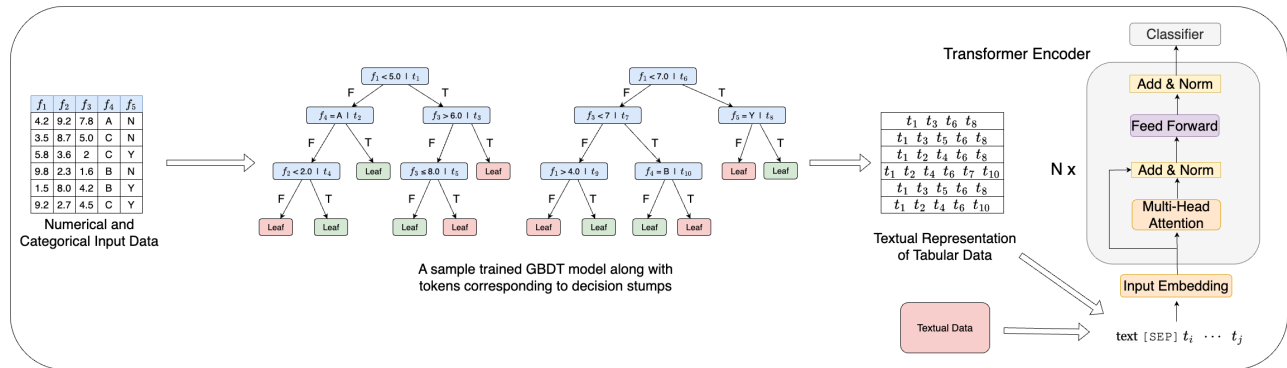 f1 f2 f3 f4 f5
4.2 9.2 7.8 A N
3.5 8.7 5.0 C N
5.8 3.6 2 C Y
9.8 2.3 1.6 B N
1.5 8.0 4.2 B Y
9.2 2.7 4.5 C Y
Numerical and
Categorical Input Data
f1 < 5.0 | t1
F T
f4 = A | t2
f3 > 6.0 | t3
F T
F T
f2 < 2.0 | t4
Leaf
f3 ≤ 8.0 | t5
Leaf
F T
F T
Leaf
Leaf
Leaf
Leaf
f1 < 7.0 | t6
F T
f3 < 7 | t7
f5 = Y | t8
F T
F T
f1 > 4.0 | t9
f4 = B | t10
Leaf
Leaf
F T
F T
Leaf
Leaf
Leaf
Leaf
A sample trained GBDT model along with
tokens corresponding to decision stumps
t1 t3 t6 t8
t1 t3 t5 t6 t8
t1 t2 t4 t6 t8
t1 t2 t4 t6 t7 t10
t1 t3 t5 t6 t8
t1 t2 t4 t6 t10
Textual Representation
of Tabular Data
Textual Data
Transformer Encoder
Classifier
Add & Norm
Feed Forward
N x
Add & Norm
Multi-Head
Attention
Input Embedding
text [SEP] ti ··· tj